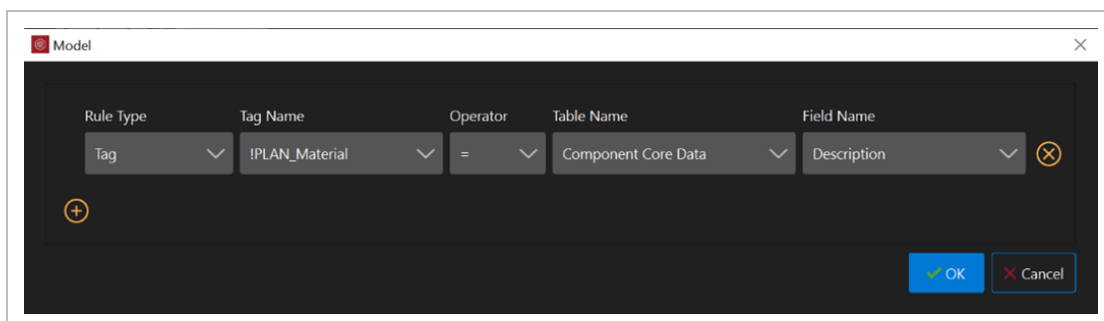 Model
Rule Type Tag Name Operator Table Name Field Name
Tag !PLAN_Material = Component Core Data Description
OK Cancel